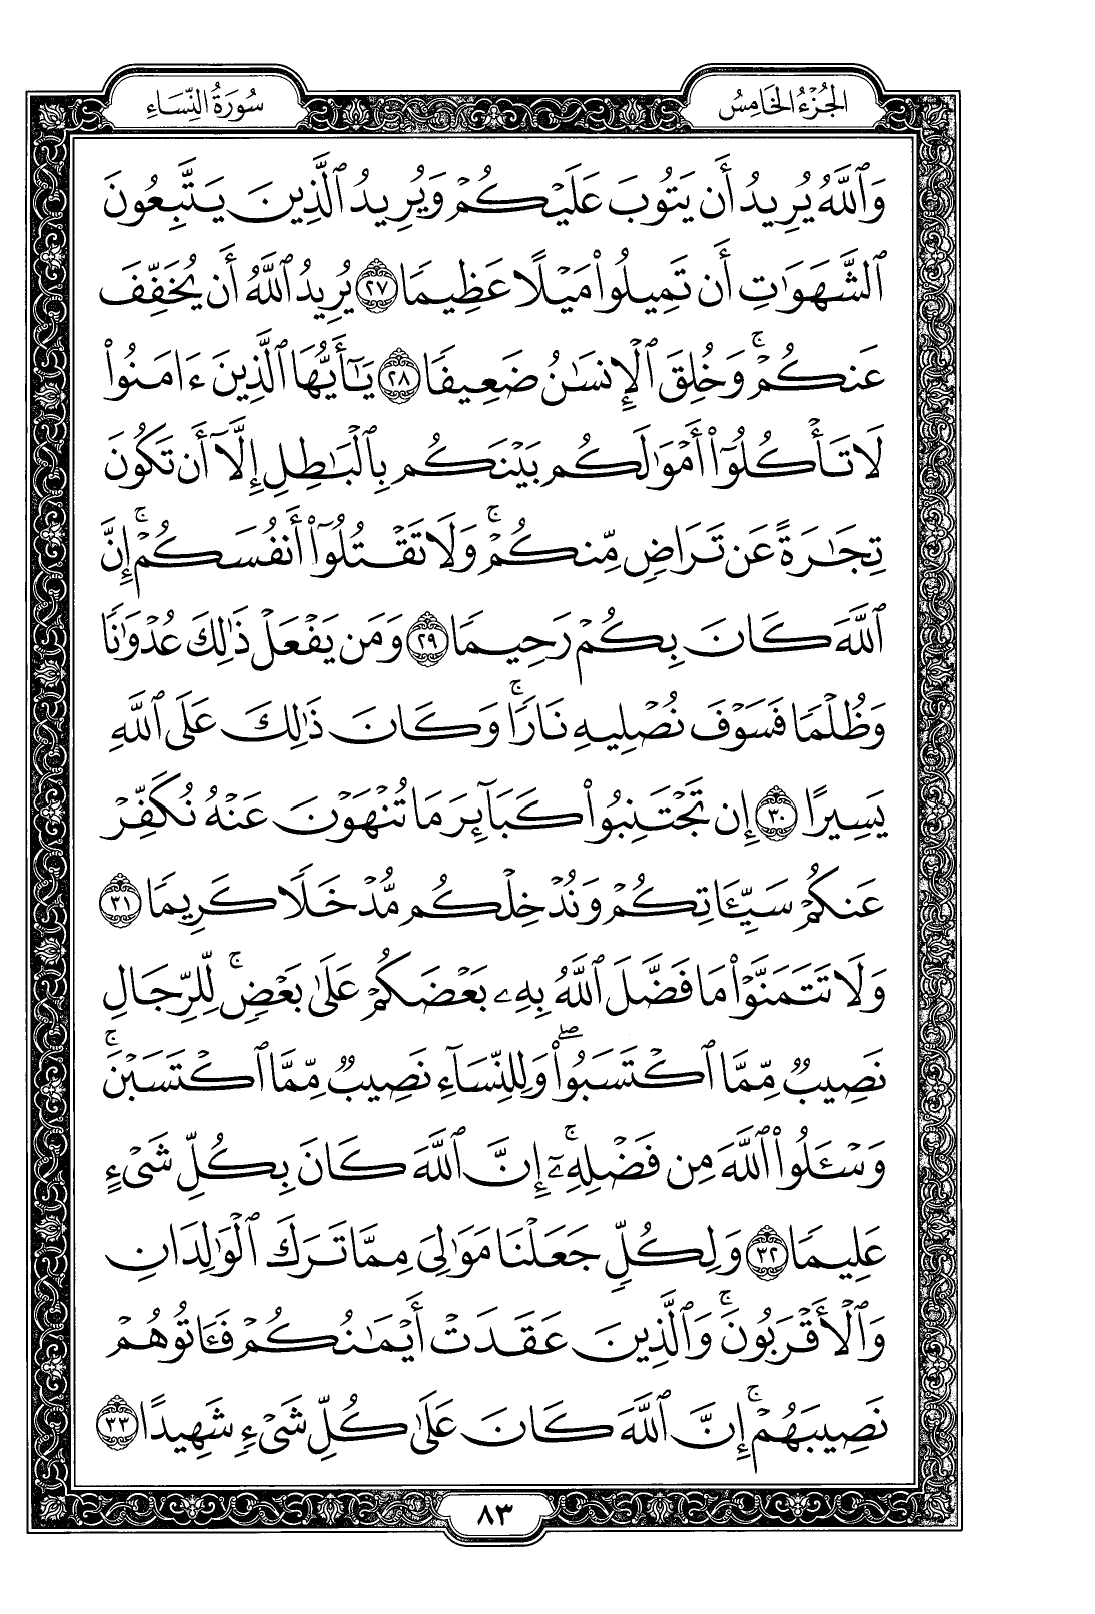 الجُزْءُ الخَامِسُ
سُورَةُ النِّسَاءِ
وَٱللَّهُ يُرِيدُ أَن يَتُوبَ عَلَيْكُمْ وَيُرِيدُ ٱلَّذِينَ يَتَّبِعُونَ
ٱلشَّهَوَٰتِ أَن تَمِيلُوا۟ مَيْلًا عَظِيمًا ٢٧ يُرِيدُ ٱللَّهُ أَن يُخَفِّفَ
عَنكُمْ ۚ وَخُلِقَ ٱلْإِنسَٰنُ ضَعِيفًا ٢٨ يَٰٓأَيُّهَا ٱلَّذِينَ ءَامَنُوا۟
لَا تَأْكُلُوٓا۟ أَمْوَٰلَكُم بَيْنَكُم بِٱلْبَٰطِلِ إِلَّآ أَن تَكُونَ
تِجَٰرَةً عَن تَرَاضٍ مِّنكُمْ ۚ وَلَا تَقْتُلُوٓا۟ أَنفُسَكُمْ ۚ إِنَّ
ٱللَّهَ كَانَ بِكُمْ رَحِيمًا ٢٩ وَمَن يَفْعَلْ ذَٰلِكَ عُدْوَٰنًا
وَظُلْمًا فَسَوْفَ نُصْلِيهِ نَارًا ۚ وَكَانَ ذَٰلِكَ عَلَى ٱللَّهِ
يَسِيرًا ٣٠ إِن تَجْتَنِبُوا۟ كَبَآئِرَ مَا تُنْهَوْنَ عَنْهُ نُكَفِّرْ
عَنكُمْ سَيِّـَٔاتِكُمْ وَنُدْخِلْكُم مُّدْخَلًا كَرِيمًا ٣١
وَلَا تَتَمَنَّوْا۟ مَا فَضَّلَ ٱللَّهُ بِهِۦ بَعْضَكُمْ عَلَىٰ بَعْضٍ ۚ لِّلرِّجَالِ
نَصِيبٌ مِّمَّا ٱكْتَسَبُوا۟ ۖ وَلِلنِّسَآءِ نَصِيبٌ مِّمَّا ٱكْتَسَبْنَ ۚ
وَسْـَٔلُوا۟ ٱللَّهَ مِن فَضْلِهِۦٓ ۚ إِنَّ ٱللَّهَ كَانَ بِكُلِّ شَىْءٍ
عَلِيمًا ٣٢ وَلِكُلٍّ جَعَلْنَا مَوَٰلِىَ مِمَّا تَرَكَ ٱلْوَٰلِدَانِ
وَٱلْأَقْرَبُونَ ۚ وَٱلَّذِينَ عَقَدَتْ أَيْمَٰنُكُمْ فَـَٔاتُوهُمْ
نَصِيبَهُمْ ۚ إِنَّ ٱللَّهَ كَانَ عَلَىٰ كُلِّ شَىْءٍ شَهِيدًا ٣٣
٨٣